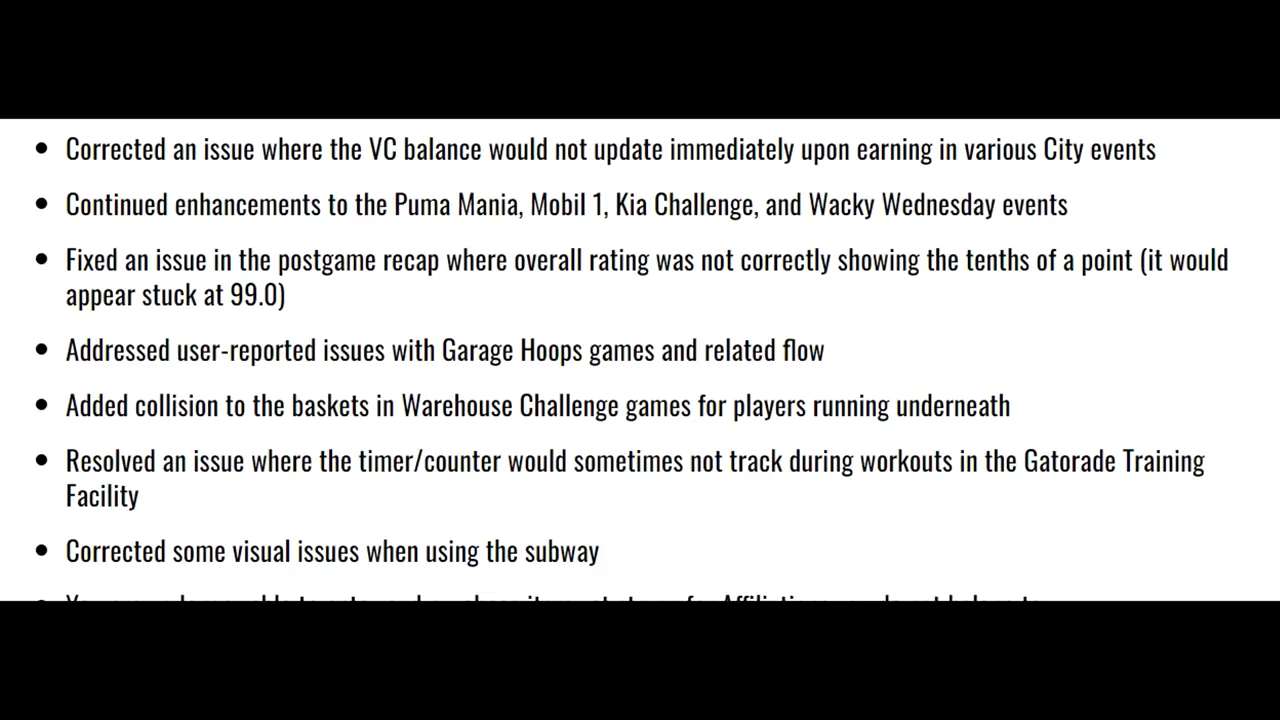 • Corrected an issue where the VC balance would not update immediately upon earning in various City events
• Continued enhancements to the Puma Mania, Mobil 1, Kia Challenge, and Wacky Wednesday events
• Fixed an issue in the postgame recap where overall rating was not correctly showing the tenths of a point (it would
appear stuck at 99.0)
• Addressed user-reported issues with Garage Hoops games and related flow
• Added collision to the baskets in Warehouse Challenge games for players running underneath
• Resolved an issue where the timer/counter would sometimes not track during workouts in the Gatorade Training
Facility
• Corrected some visual issues when using the subway